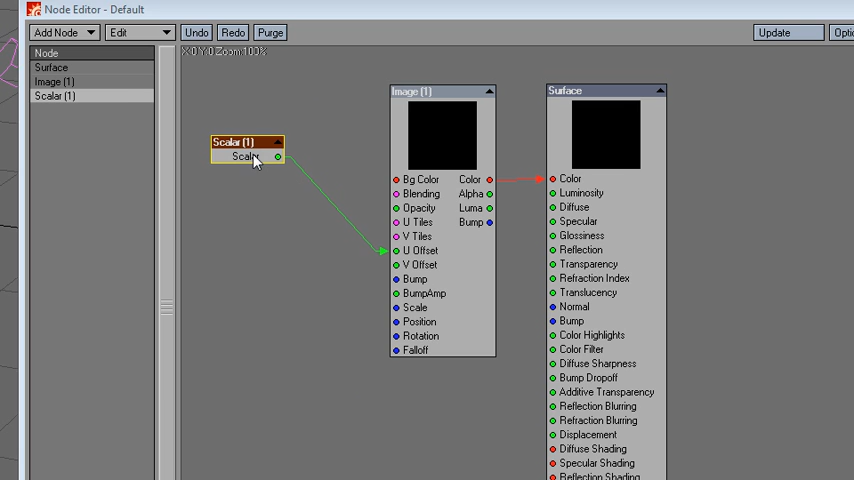 Node Editor - Default
Add Node
Edit
Undo
Redo
Purge
Update
Optio
X:0 Y:0 Zoom:100%
Node
Surface
Image (1)
Scalar (1)
Scalar (1)
Scalar
Image (1)
Bg Color
Blending
Opacity
U Tiles
V Tiles
U Offset
V Offset
Bump
BumpAmp
Scale
Position
Rotation
Falloff
Color
Alpha
Luma
Bump
Surface
Color
Luminosity
Diffuse
Specular
Glossiness
Reflection
Transparency
Refraction Index
Translucency
Normal
Bump
Color Highlights
Color Filter
Diffuse Sharpness
Bump Dropoff
Additive Transparency
Reflection Blurring
Refraction Blurring
Displacement
Diffuse Shading
Specular Shading
Reflection Shading